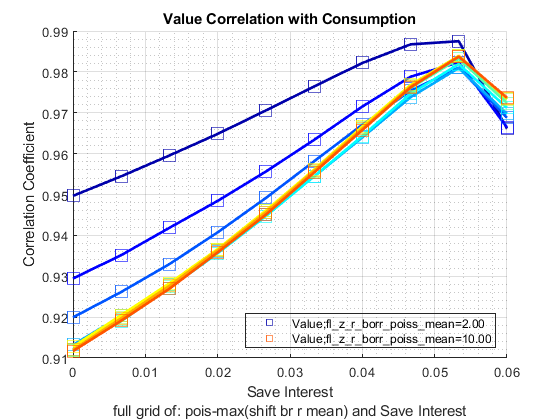 Value Correlation with Consumption
0.99
0.98
0.97
0.96
0.95
0.94
0.93
0.92
0.91
Correlation Coefficient
Value;fl_z_r_borr_poiss_mean=2.00
Value;fl_z_r_borr_poiss_mean=10.00
0 0.01 0.02 0.03 0.04 0.05 0.06
Save Interest
full grid of: pois-max(shift br r mean) and Save Interest